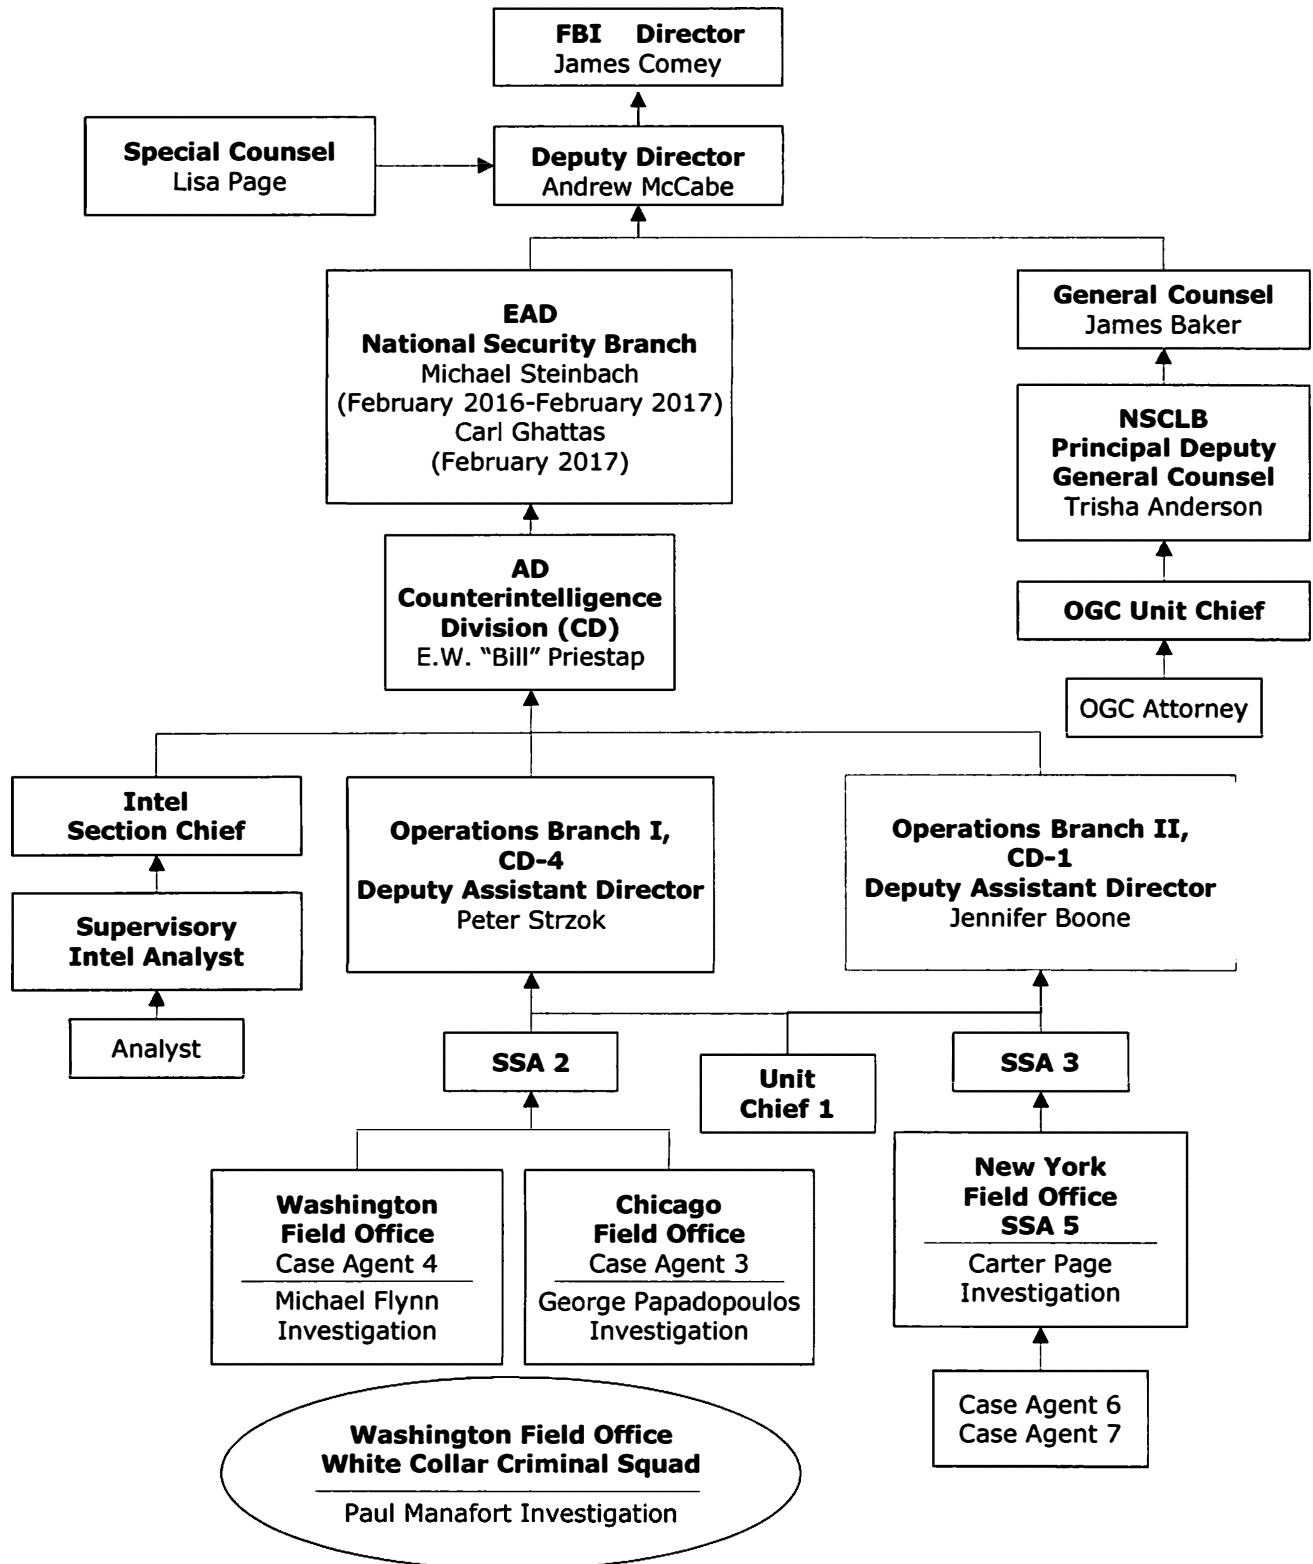 FBI Director
James Comey
Special Counsel
Lisa Page
Deputy Director
Andrew McCabe
EAD
National Security Branch
Michael Steinbach
(February 2016-February 2017)
Carl Ghattas
(February 2017)
General Counsel
James Baker
NSCLB
Principal Deputy
General Counsel
Trisha Anderson
AD
Counterintelligence
Division (CD)
E.W. “Bill” Priestap
OGC Unit Chief
OGC Attorney
Intel
Section Chief
Supervisory
Intel Analyst
Analyst
Operations Branch I,
CD-4
Deputy Assistant Director
Peter Strzok
Operations Branch II,
CD-1
Deputy Assistant Director
Jennifer Boone
SSA 2
Unit
Chief 1
SSA 3
Washington
Field Office
Case Agent 4
Michael Flynn
Investigation
Chicago
Field Office
Case Agent 3
George Papadopoulos
Investigation
New York
Field Office
SSA 5
Carter Page
Investigation
Case Agent 6
Case Agent 7
Washington Field Office
White Collar Criminal Squad
Paul Manafort Investigation